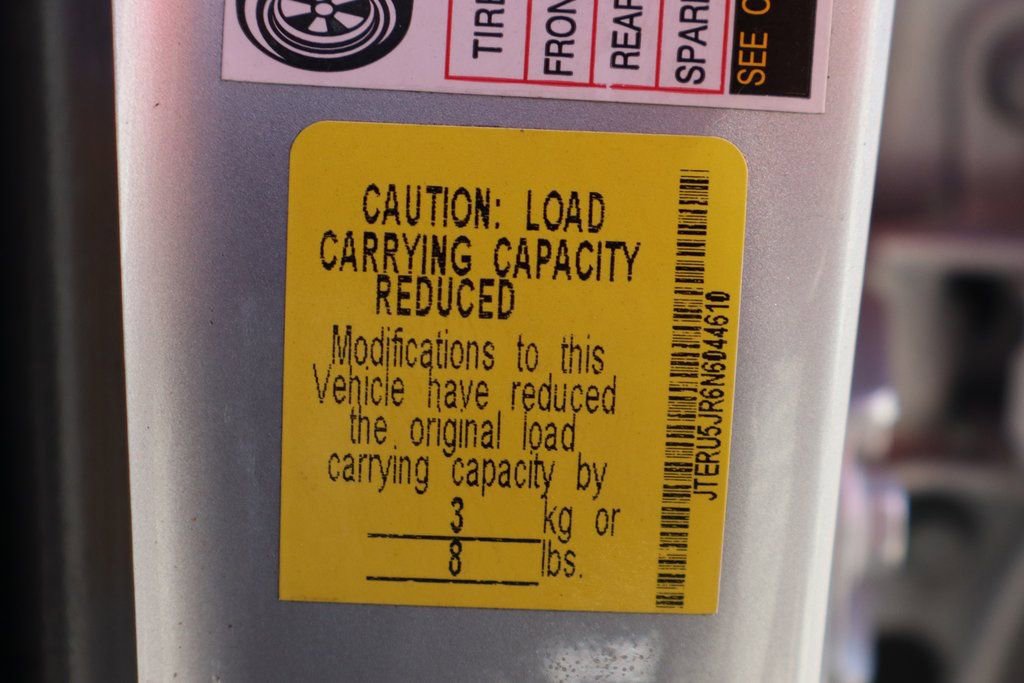 TIRE
FRON
REAR
SPARE
SEE
CAUTION: LOAD
CARRYING CAPACITY
REDUCED
Modifications to this
Vehicle have reduced
the original load
carrying capacity by
3 kg or
8 lbs.
JTERU5JR6N6044610